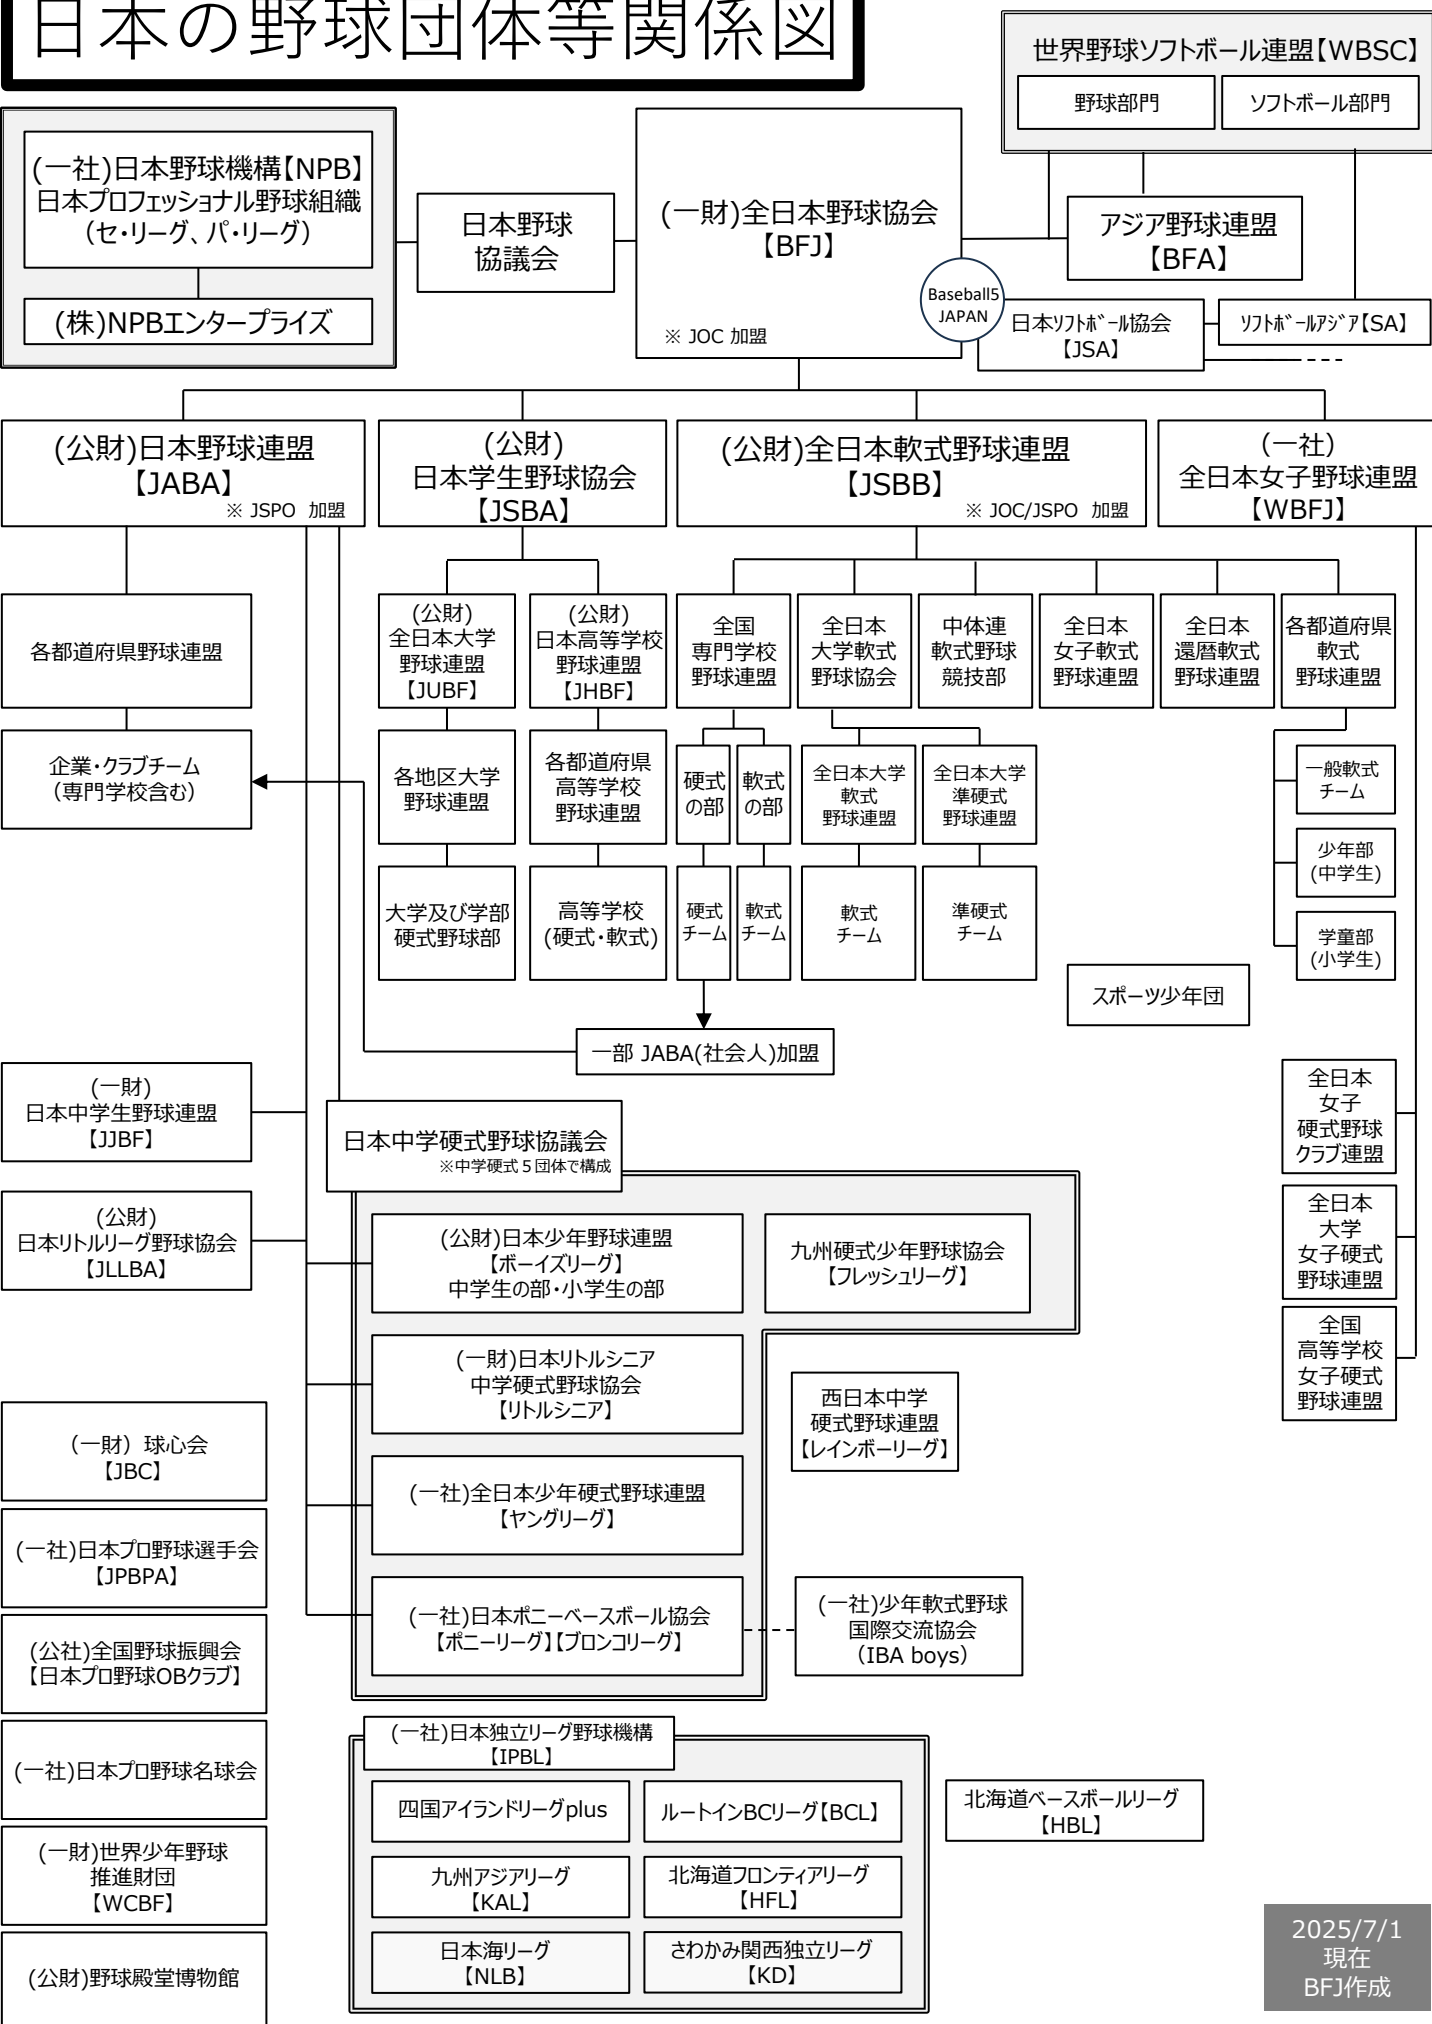 日本の野球団体等関係図
世界野球ソフトボール連盟【WBSC】
野球部門
ソフトボール部門
(一社)日本野球機構【NPB】
日本プロフェッショナル野球組織
(セ・リーグ、パ・リーグ)
(株)NPBエンタープライズ
日本野球
協議会
(一財)全日本野球協会
【BFJ】
※ JOC 加盟
アジア野球連盟
【BFA】
Baseball5
JAPAN
日本ソフトボール協会
【JSA】
ソフトボールアジア【SA】
(公財)日本野球連盟
【JABA】
※ JSPO 加盟
(公財)
日本学生野球協会
【JSBA】
(公財)全日本軟式野球連盟
【JSBB】
※ JOC/JSPO 加盟
(一社)
全日本女子野球連盟
【WBFJ】
各都道府県野球連盟
(公財)
全日本大学
野球連盟
【JUBF】
(公財)
日本高等学校
野球連盟
【JHBF】
全国
専門学校
野球連盟
全日本
大学軟式
野球協会
中体連
軟式野球
競技部
全日本
女子軟式
野球連盟
全日本
還暦軟式
野球連盟
各都道府県
軟式
野球連盟
企業・クラブチーム
(専門学校含む)
各地区大学
野球連盟
各都道府県
高等学校
野球連盟
硬式
の部
軟式
の部
全日本大学
軟式
野球連盟
全日本大学
準硬式
野球連盟
一般軟式
チーム
少年部
(中学生)
学童部
(小学生)
大学及び学部
硬式野球部
高等学校
(硬式・軟式)
硬式
チーム
軟式
チーム
軟式
チーム
準硬式
チーム
スポーツ少年団
一部 JABA(社会人)加盟
(一財)
日本中学生野球連盟
【JJBF】
日本中学硬式野球協議会
※中学硬式５団体で構成
全日本
女子
硬式野球
クラブ連盟
(公財)
日本リトルリーグ野球協会
【JLLBA】
(公財)日本少年野球連盟
【ボーイズリーグ】
中学生の部・小学生の部
九州硬式少年野球協会
【フレッシュリーグ】
全日本
大学
女子硬式
野球連盟
(一財)日本リトルシニア
中学硬式野球協会
【リトルシニア】
西日本中学
硬式野球連盟
【レインボーリーグ】
全国
高等学校
女子硬式
野球連盟
(一財) 球心会
【JBC】
(一社)全日本少年硬式野球連盟
【ヤングリーグ】
(一社)日本プロ野球選手会
【JPBPA】
(一社)日本ポニーベースボール協会
【ポニーリーグ】【ブロンコリーグ】
(一社)少年軟式野球
国際交流協会
(IBA boys)
(公社)全国野球振興会
【日本プロ野球OBクラブ】
(一社)日本プロ野球名球会
(一財)世界少年野球
推進財団
【WCBF】
(公財)野球殿堂博物館
(一社)日本独立リーグ野球機構
【IPBL】
四国アイランドリーグplus
ルートインBCリーグ【BCL】
九州アジアリーグ
【KAL】
北海道フロンティアリーグ
【HFL】
日本海リーグ
【NLB】
さわかみ関西独立リーグ
【KD】
北海道ベースボールリーグ
【HBL】
2025/7/1
現在
BFJ作成